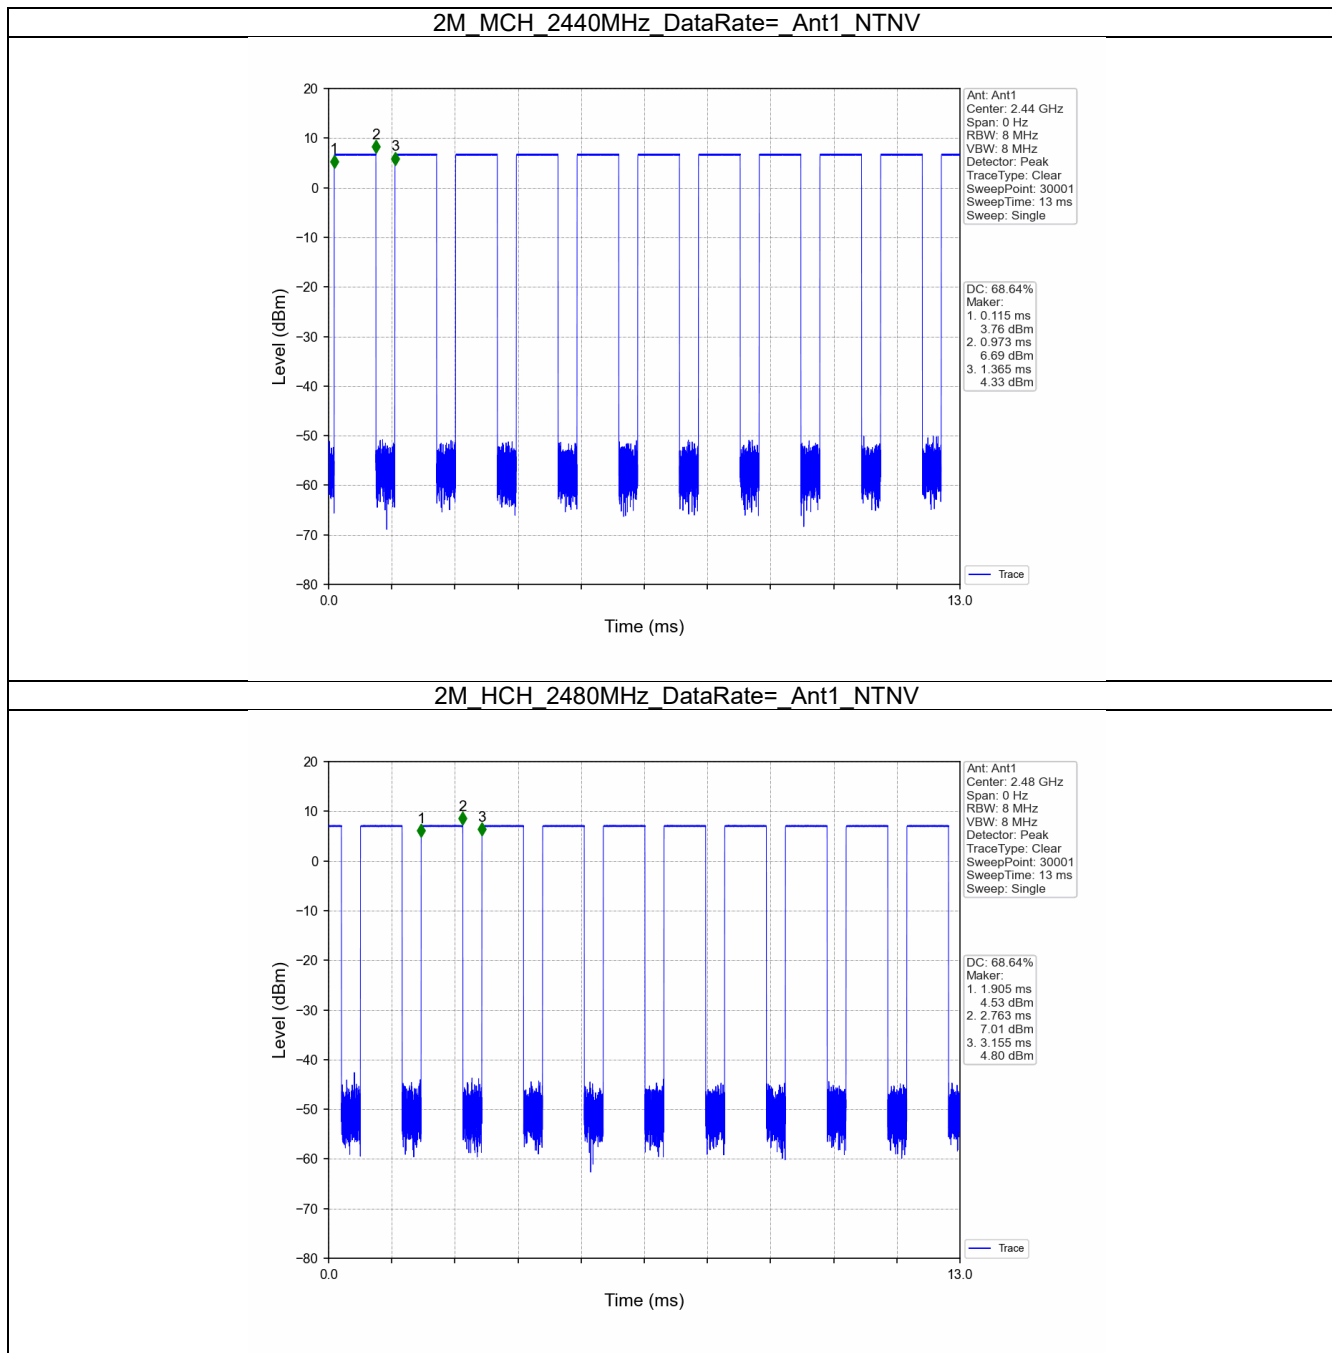 2M_MCH_2440MHz_DataRate=_Ant1_NTNV
20
10
0
−10
−20
−30
−40
−50
−60
−70
−80
Level (dBm)
1
2
3
0.0
13.0
Time (ms)
Ant: Ant1
Center: 2.44 GHz
Span: 0 Hz
RBW: 8 MHz
VBW: 8 MHz
Detector: Peak
TraceType: Clear
SweepPoint: 30001
SweepTime: 13 ms
Sweep: Single
DC: 68.64%
Maker:
1. 0.115 ms
3.76 dBm
2. 0.973 ms
6.69 dBm
3. 1.365 ms
4.33 dBm
Trace
2M_HCH_2480MHz_DataRate=_Ant1_NTNV
20
10
0
−10
−20
−30
−40
−50
−60
−70
−80
Level (dBm)
1
2
3
0.0
13.0
Time (ms)
Ant: Ant1
Center: 2.48 GHz
Span: 0 Hz
RBW: 8 MHz
VBW: 8 MHz
Detector: Peak
TraceType: Clear
SweepPoint: 30001
SweepTime: 13 ms
Sweep: Single
DC: 68.64%
Maker:
1. 1.905 ms
4.53 dBm
2. 2.763 ms
7.01 dBm
3. 3.155 ms
4.80 dBm
Trace